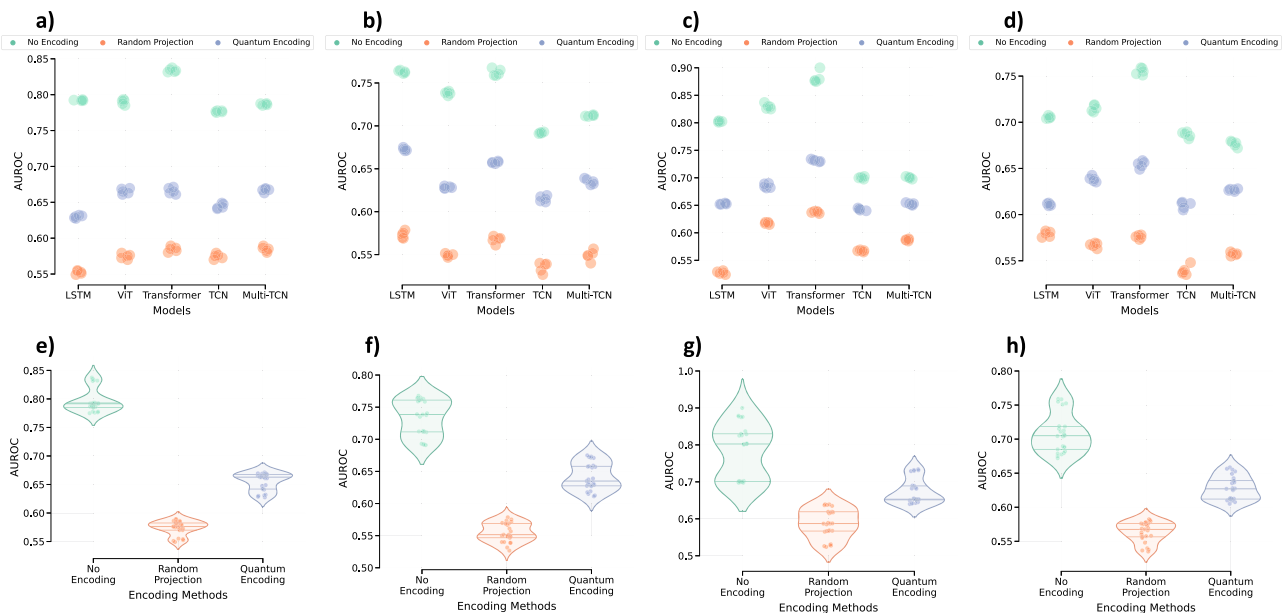 a)
No Encoding Random Projection Quantum Encoding
0.85
0.80
0.75
0.70
0.65
0.60
0.55
AUROC
LSTM ViT Transformer TCN Multi-TCN
Models
b)
No Encoding Random Projection Quantum Encoding
0.75
0.70
0.65
0.60
0.55
AUROC
LSTM ViT Transformer TCN Multi-TCN
Models
c)
No Encoding Random Projection Quantum Encoding
0.90
0.85
0.80
0.75
0.70
0.65
0.60
0.55
AUROC
LSTM ViT Transformer TCN Multi-TCN
Models
d)
No Encoding Random Projection Quantum Encoding
0.75
0.70
0.65
0.60
0.55
AUROC
LSTM ViT Transformer TCN Multi-TCN
Models
e)
0.85
0.80
0.75
0.70
0.65
0.60
0.55
AUROC
No Random Quantum
Encoding Projection Encoding
Encoding Methods
f)
0.80
0.75
0.70
0.65
0.60
0.55
0.50
AUROC
No Random Quantum
Encoding Projection Encoding
Encoding Methods
g)
1.0
0.9
0.8
0.7
0.6
0.5
AUROC
No Random Quantum
Encoding Projection Encoding
Encoding Methods
h)
0.80
0.75
0.70
0.65
0.60
0.55
AUROC
No Random Quantum
Encoding Projection Encoding
Encoding Methods